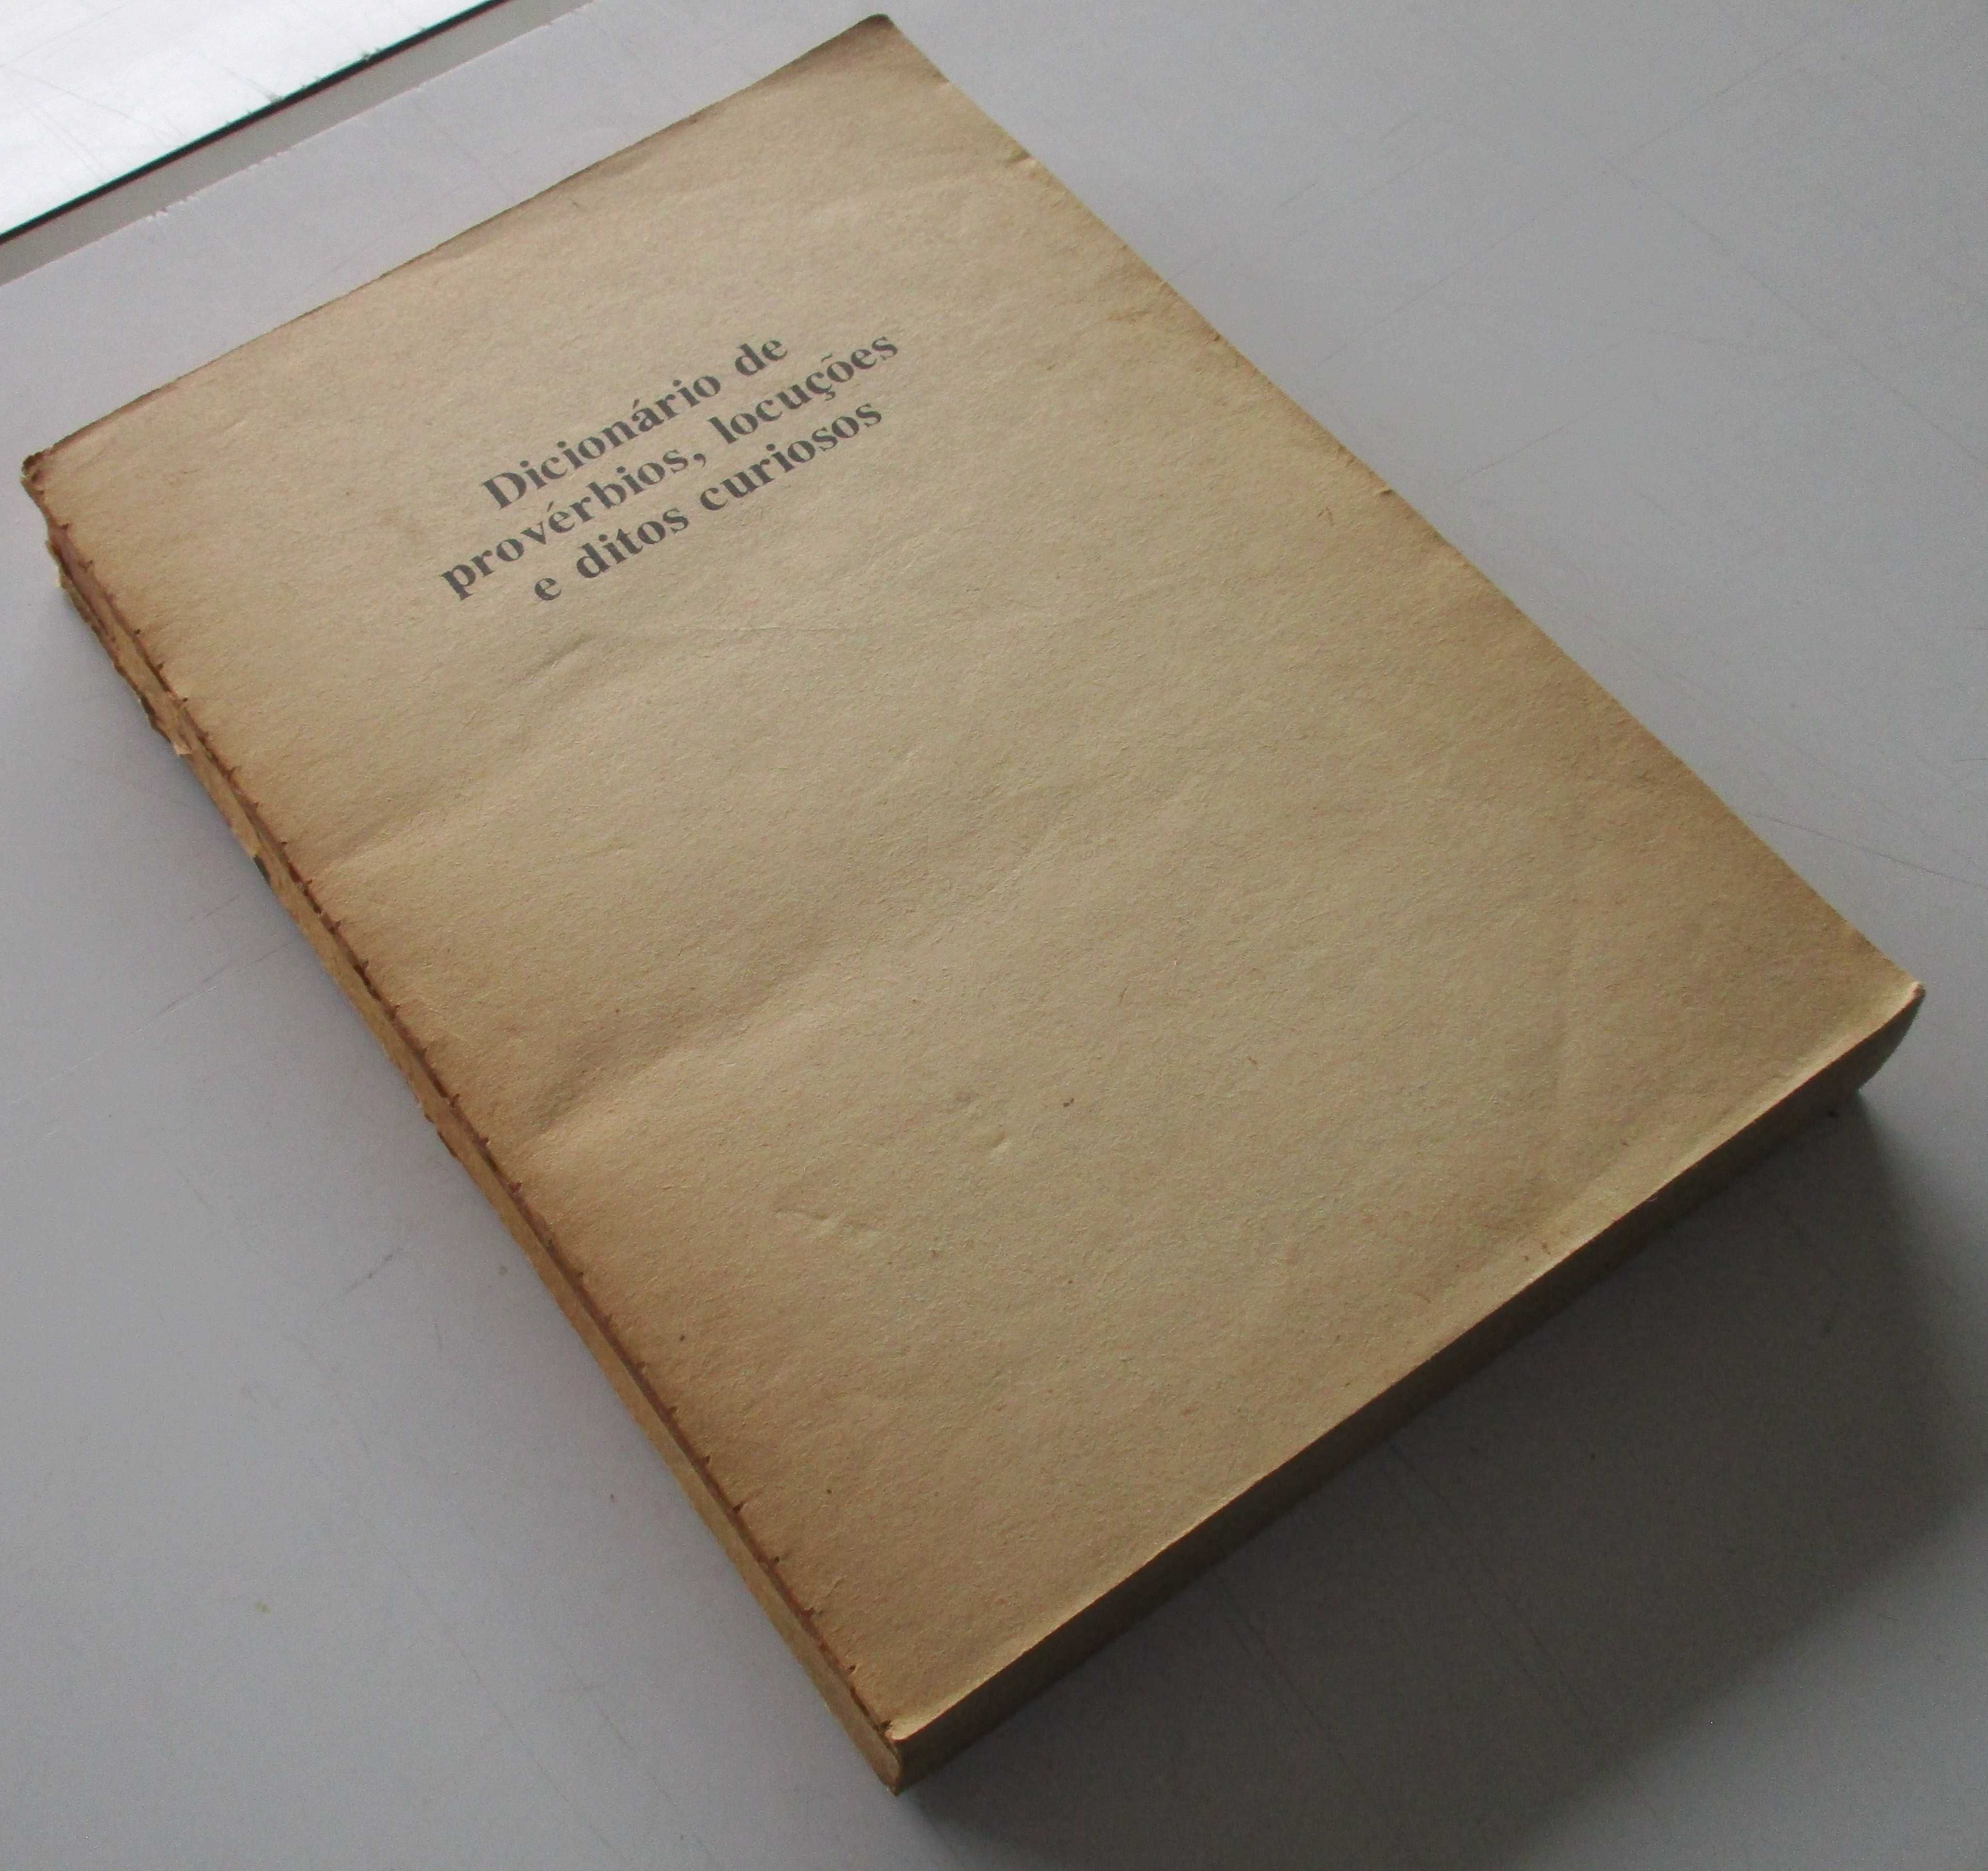 Dicionário de
provérbios, locuções
e ditos curiosos